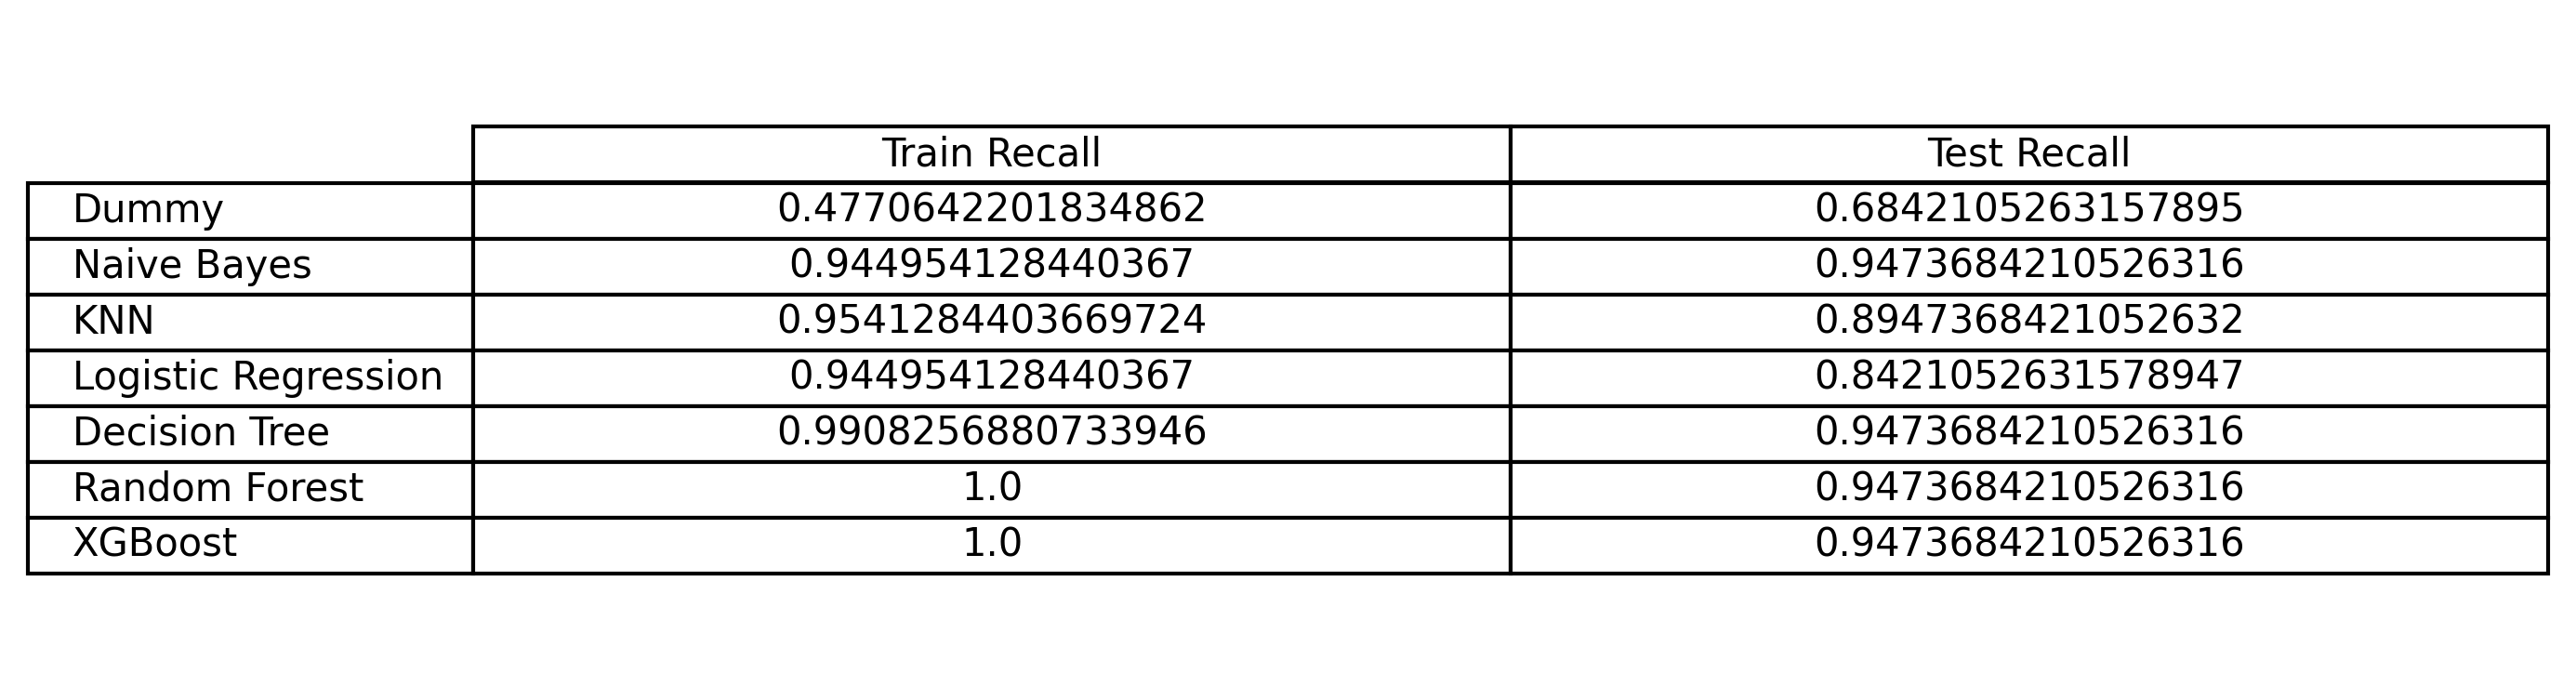 Train Recall Test Recall
Dummy 0.4770642201834862 0.6842105263157895
Naive Bayes 0.944954128440367 0.9473684210526316
KNN 0.9541284403669724 0.8947368421052632
Logistic Regression 0.944954128440367 0.8421052631578947
Decision Tree 0.9908256880733946 0.9473684210526316
Random Forest 1.0 0.9473684210526316
XGBoost 1.0 0.9473684210526316